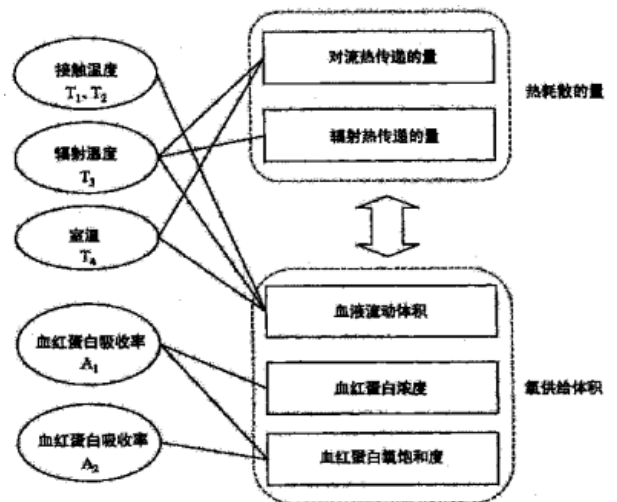 接触温度
T₁、T₂
对流热传递的量
热耗散的量
辐射温度
T₃
辐射热传递的量
室温
T₄
血液流动体积
血红蛋白吸收率
A₁
血红蛋白浓度
氧供给体积
血红蛋白吸收率
A₂
血红蛋白氧饱和度